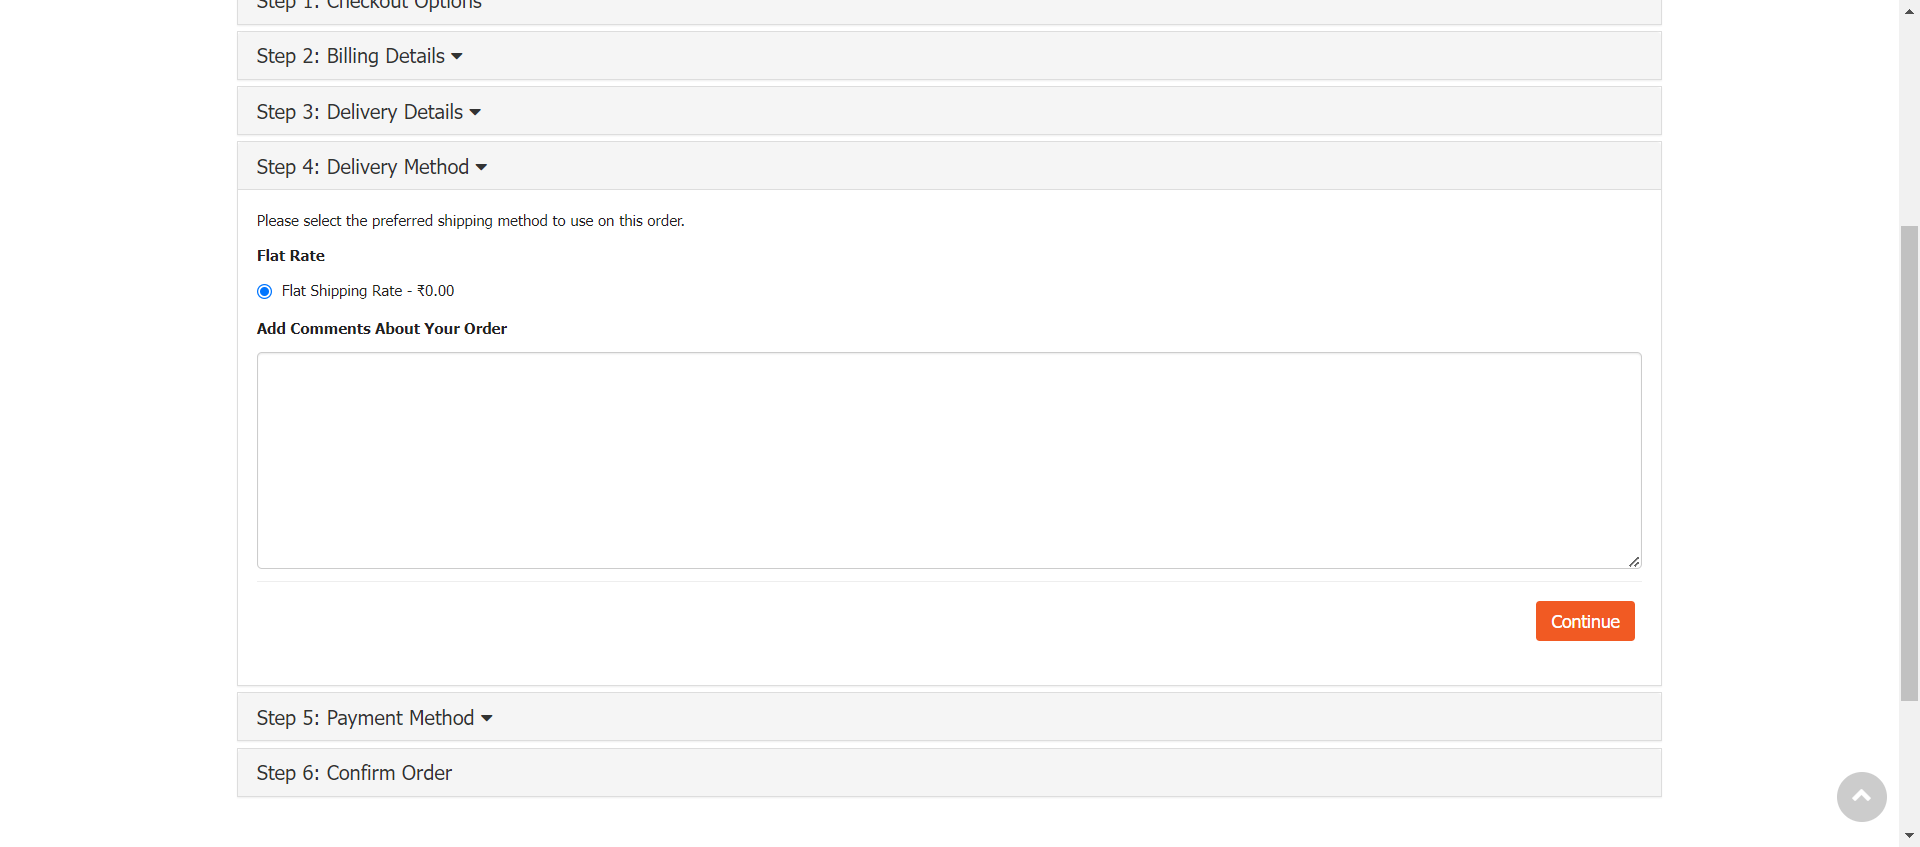 Step 1: Checkout Options
Step 2: Billing Details
Step 3: Delivery Details
Step 4: Delivery Method
Please select the preferred shipping method to use on this order.
Flat Rate
Flat Shipping Rate - ₹0.00
Add Comments About Your Order
Continue
Step 5: Payment Method
Step 6: Confirm Order